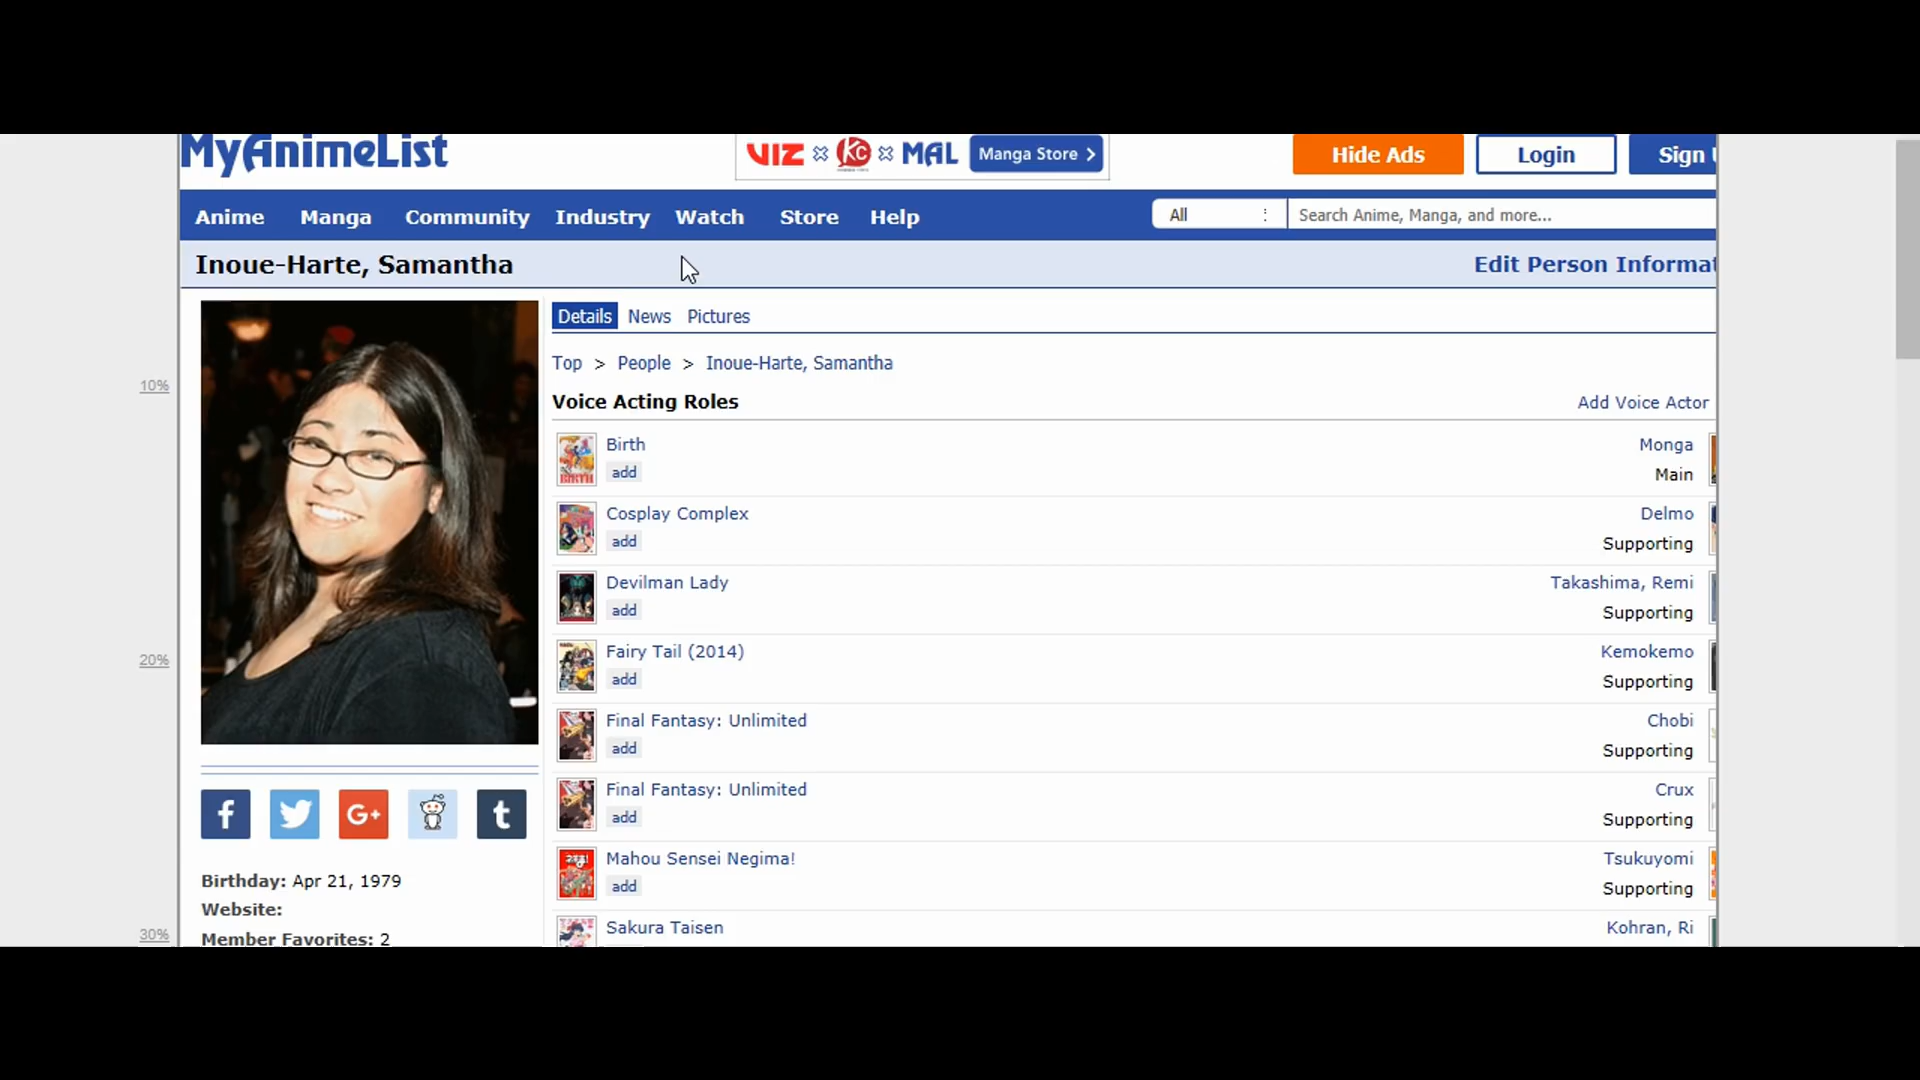 MyAnimeList
VIZ KC MAL Manga Store
Hide Ads
Login
Sign
Anime Manga Community Industry Watch Store Help
All
Search Anime, Manga, and more...
Inoue-Harte, Samantha
Edit Person Informat
Details News Pictures
Top > People > Inoue-Harte, Samantha
10%
Voice Acting Roles
Add Voice Actor
Birth
Monga
add
Main
Cosplay Complex
Delmo
add
Supporting
Devilman Lady
Takashima, Remi
add
Supporting
20%
Fairy Tail (2014)
Kemokemo
add
Supporting
Final Fantasy: Unlimited
Chobi
add
Supporting
Final Fantasy: Unlimited
Crux
add
Supporting
Mahou Sensei Negima!
Tsukuyomi
add
Supporting
Sakura Taisen
Kohran, Ri
f
G+
t
Birthday: Apr 21, 1979
Website:
30%
Member Favorites: 2